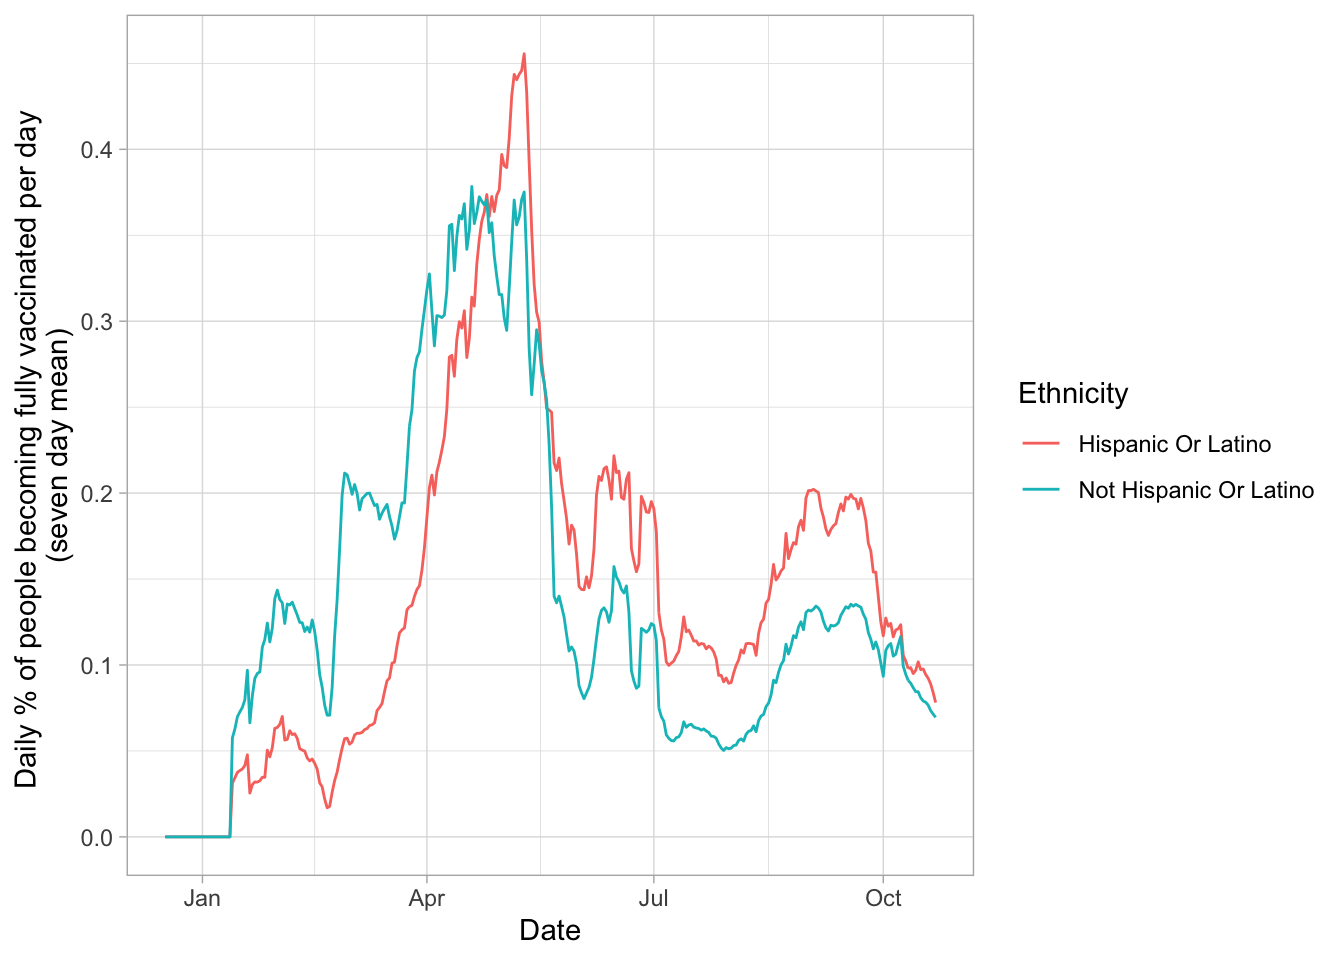 Daily % of people becoming fully vaccinated per day
(seven day mean)
0.4
0.3
0.2
0.1
0.0
Jan
Apr
Jul
Oct
Date
Ethnicity
Hispanic Or Latino
Not Hispanic Or Latino